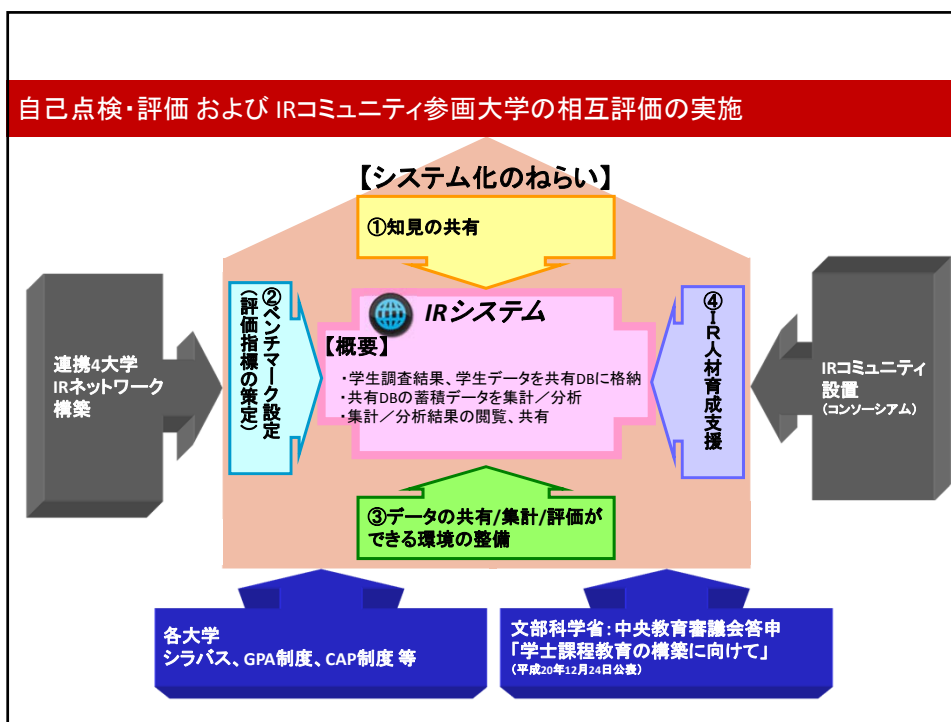 自己点検・評価 および IRコミュニティ参画大学の相互評価の実施
【システム化のねらい】
①知見の共有
②ベンチマーク設定
(評価指標の策定)
IRシステム
【概要】
・学生調査結果、学生データを共有DBに格納
・共有DBの蓄積データを集計／分析
・集計／分析結果の閲覧、共有
④ＩＲ人材育成支援
連携4大学
IRネットワーク
構築
IRコミュニティ
設置
(コンソーシアム)
③データの共有/集計/評価が
できる環境の整備
各大学
シラバス、GPA制度、CAP制度 等
文部科学省：中央教育審議会答申
「学士課程教育の構築に向けて」
（平成20年12月24日公表）